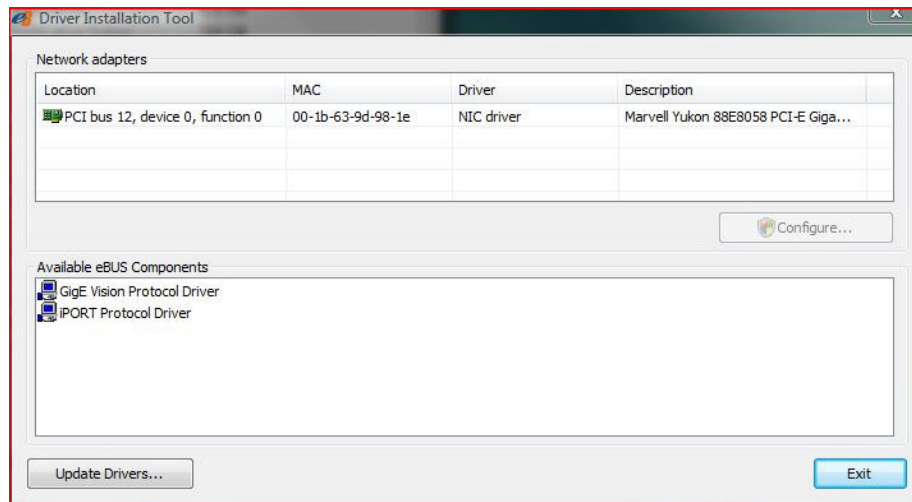 Driver Installation Tool
Network adapters
Location MAC Driver Description
PCI bus 12, device 0, function 0 00-1b-63-9d-98-1e NIC driver Marvell Yukon 88E8058 PCI-E Giga...
Configure...
Available eBUS Components
GigE Vision Protocol Driver
iPORT Protocol Driver
Update Drivers... Exit